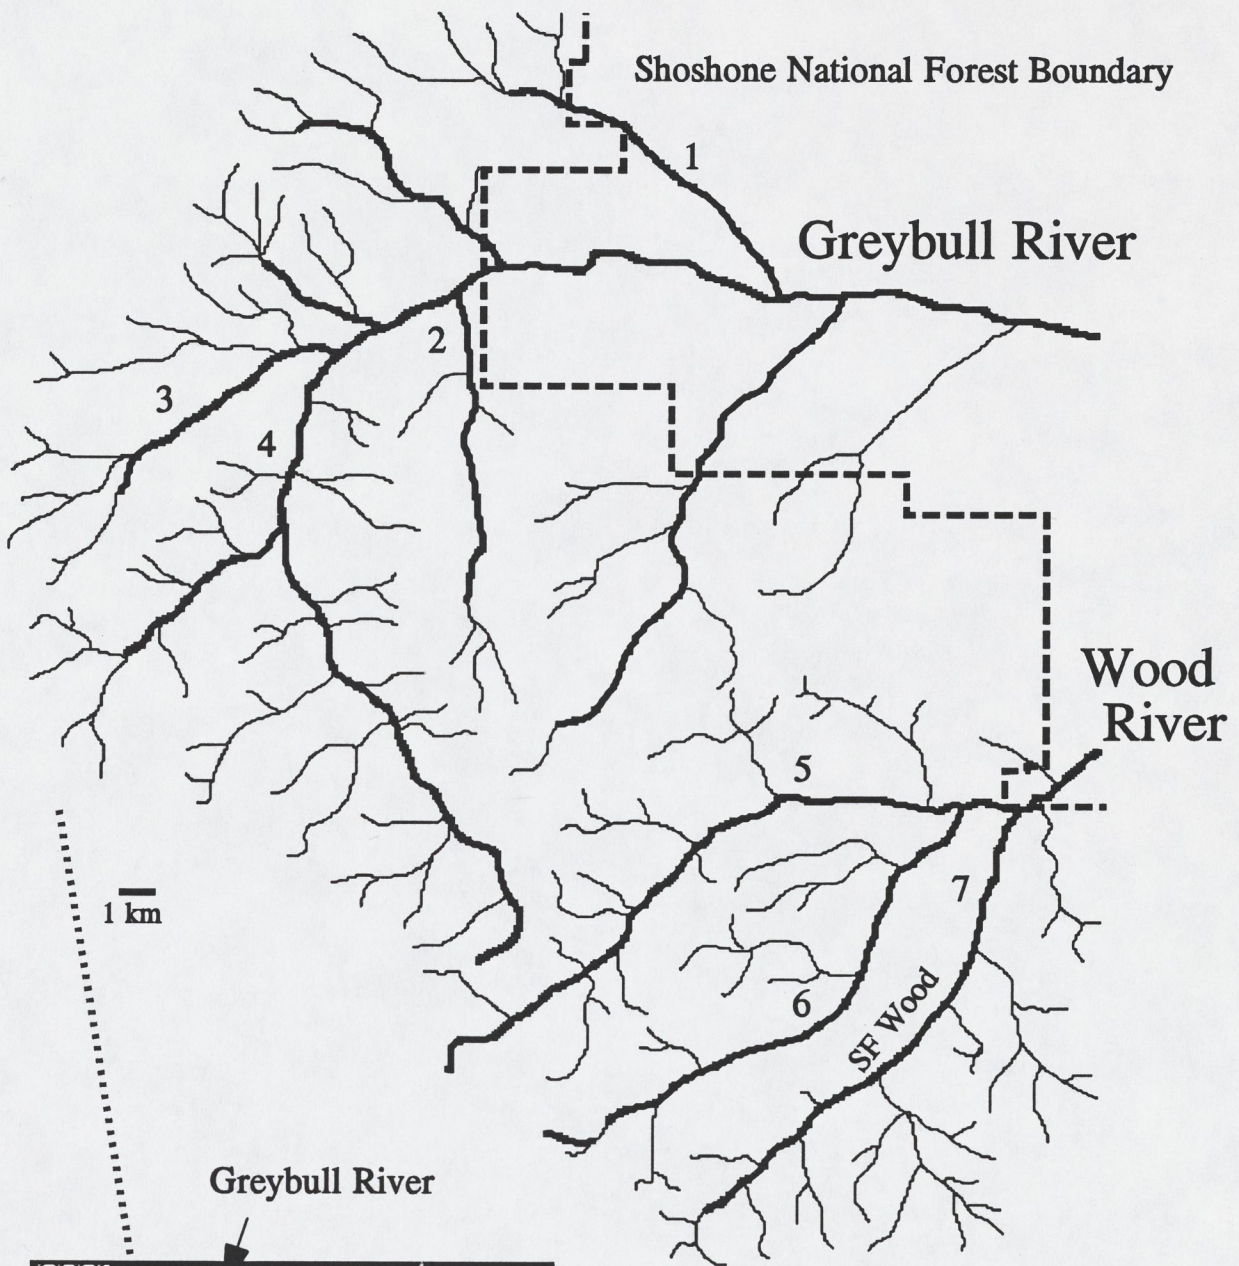 Shoshone National Forest Boundary
1
Greybull River
2
3
4
Wood
River
5
1 km
7
6
SF Wood
Greybull River